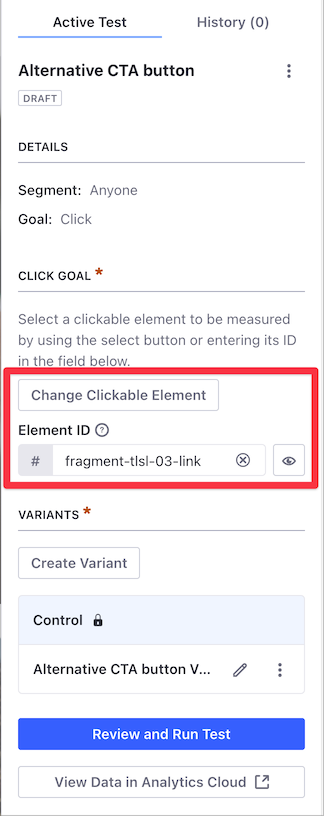 Active Test
History (0)
Alternative CTA button
DRAFT
DETAILS
Segment: Anyone
Goal: Click
CLICK GOAL *
Select a clickable element to be measured
by using the select button or entering its ID
in the field below.
Change Clickable Element
Element ID ?
# fragment-tlsl-03-link
VARIANTS *
Create Variant
Control
Alternative CTA button V...
Review and Run Test
View Data in Analytics Cloud